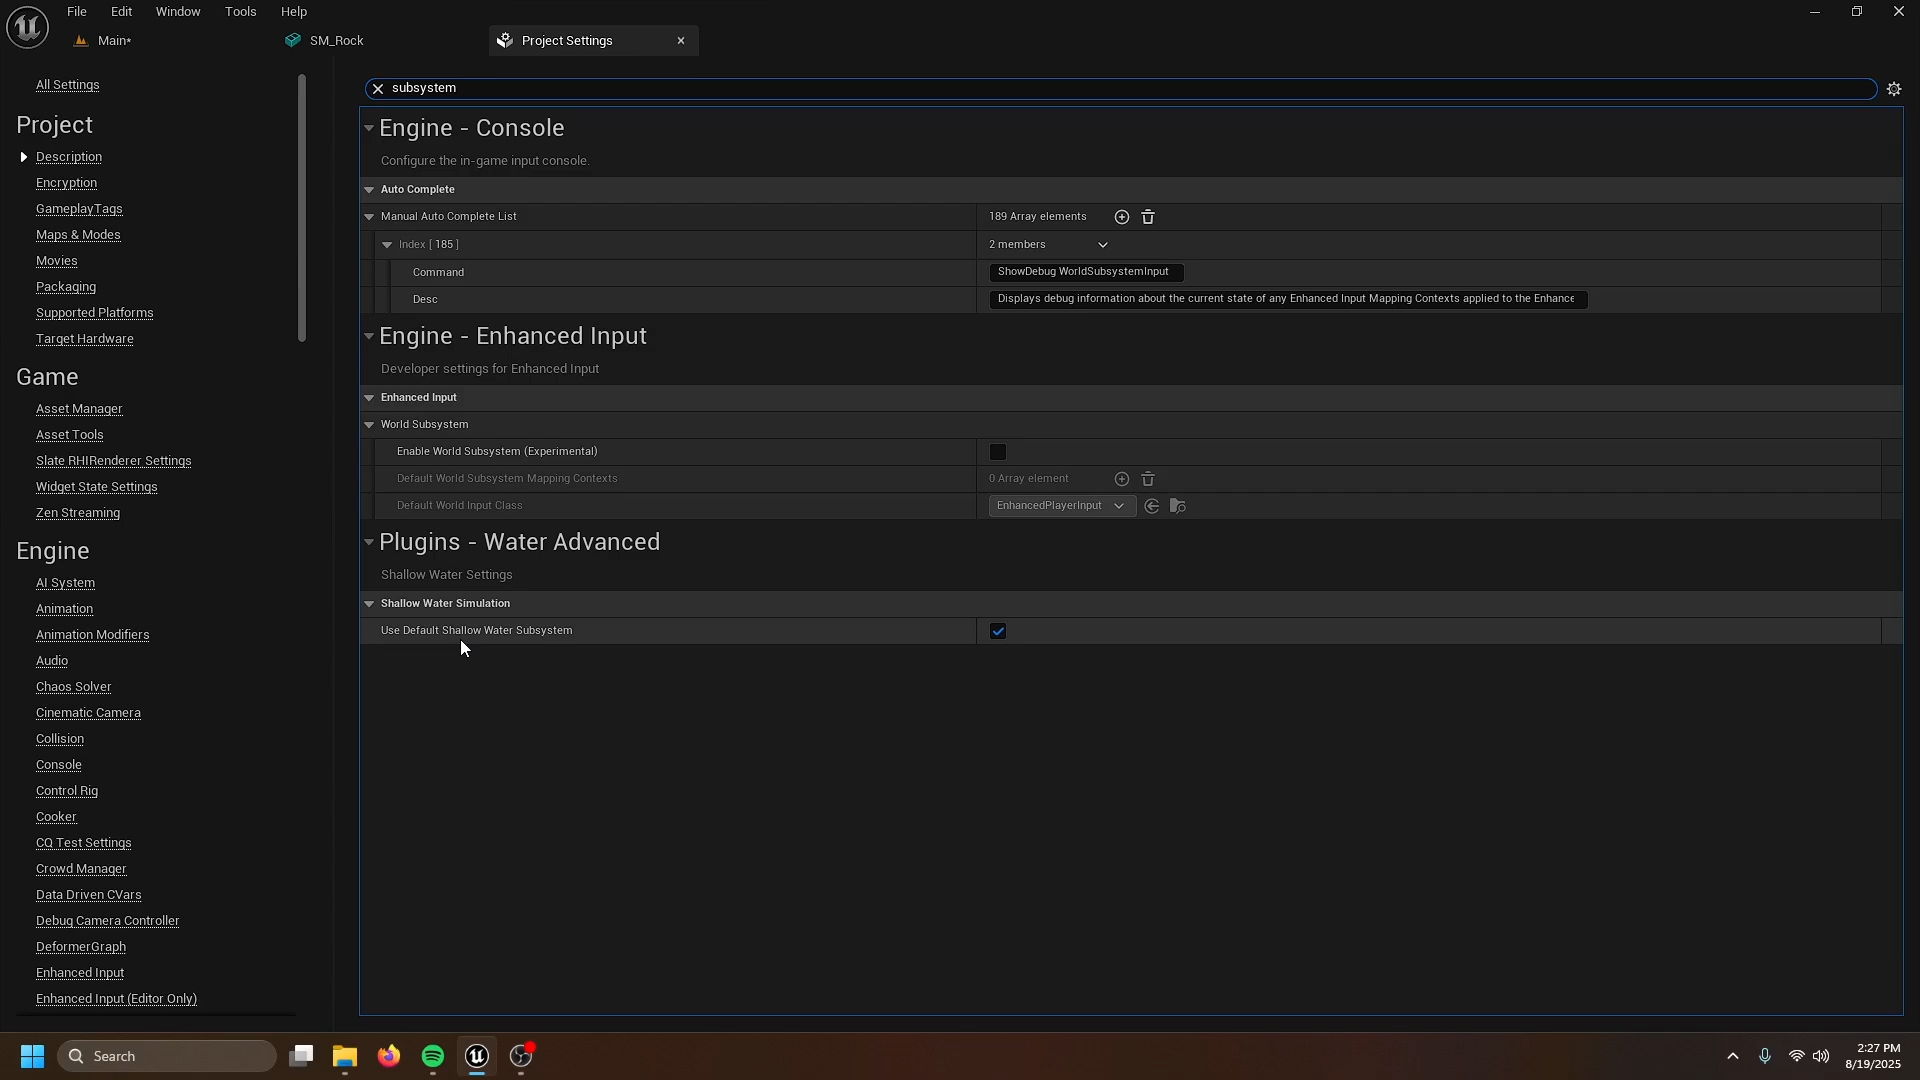 File Edit Window Tools Help
Main*
SM_Rock
Project Settings
All Settings
Project
Description
Encryption
GameplayTags
Maps & Modes
Movies
Packaging
Supported Platforms
Target Hardware
Game
Asset Manager
Asset Tools
Slate RHIRenderer Settings
Widget State Settings
Zen Streaming
Engine
AI System
Animation
Animation Modifiers
Audio
Chaos Solver
Cinematic Camera
Collision
Console
Control Rig
Cooker
CQ Test Settings
Crowd Manager
Data Driven CVars
Debug Camera Controller
DeformerGraph
Enhanced Input
Enhanced Input (Editor Only)
subsystem
Engine - Console
Configure the in-game input console.
Auto Complete
Manual Auto Complete List 189 Array elements
Index [ 185 ] 2 members
Command ShowDebug WorldSubsystemInput
Desc Displays debug information about the current state of any Enhanced Input Mapping Contexts applied to the Enhance
Engine - Enhanced Input
Developer settings for Enhanced Input
Enhanced Input
World Subsystem
Enable World Subsystem (Experimental)
Default World Subsystem Mapping Contexts 0 Array element
Default World Input Class EnhancedPlayerInput
Plugins - Water Advanced
Shallow Water Settings
Shallow Water Simulation
Use Default Shallow Water Subsystem
Search
2:27 PM
8/19/2025